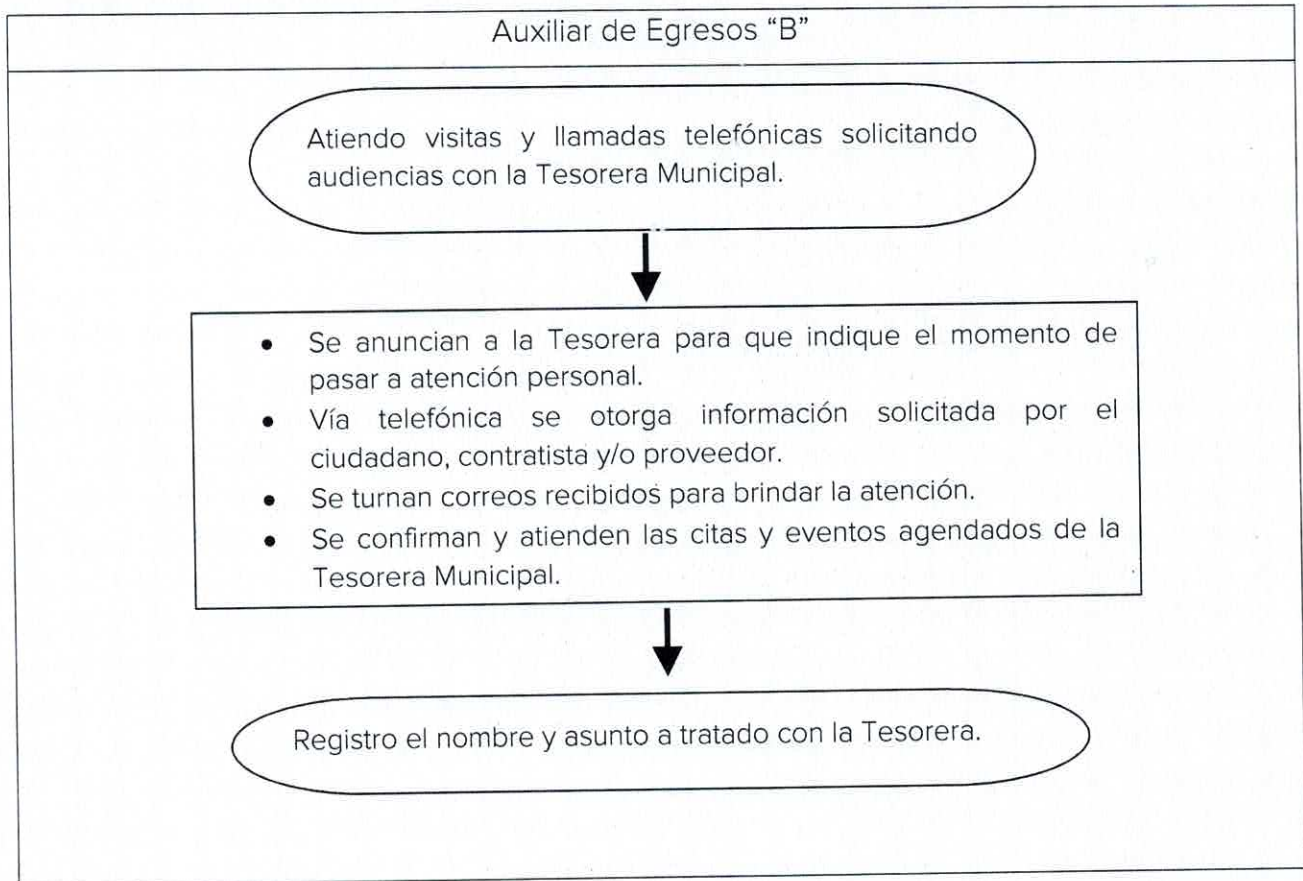 Auxiliar de Egresos “B”
Atiendo visitas y llamadas telefónicas solicitando
audiencias con la Tesorera Municipal.
• Se anuncian a la Tesorera para que indique el momento de
pasar a atención personal.
• Vía telefónica se otorga información solicitada por el
ciudadano, contratista y/o proveedor.
• Se turnan correos recibidos para brindar la atención.
• Se confirman y atienden las citas y eventos agendados de la
Tesorera Municipal.
Registro el nombre y asunto a tratado con la Tesorera.